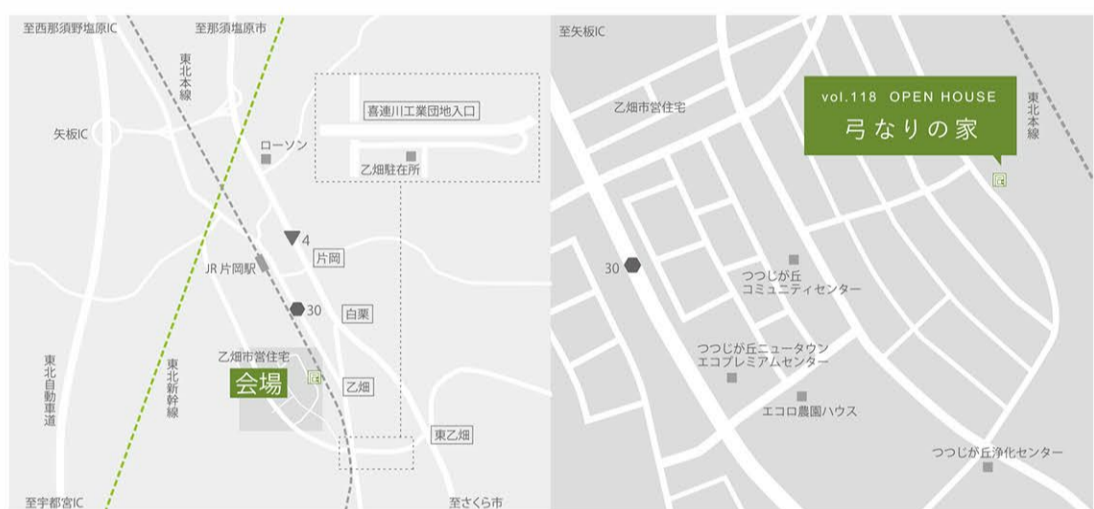 至西那須野塩原IC
至那須塩原市
東北本線
矢板IC
ローソン
喜連川工業団地入口
乙畑駐在所
4
片岡
JR 片岡駅
30
白栗
乙畑市営住宅
会場
乙畑
東北自動車道
東北新幹線
東乙畑
至宇都宮IC
至さくら市
至矢板IC
乙畑市営住宅
vol.118 OPEN HOUSE
弓なりの家
東北本線
30
つつじが丘
コミュニティセンター
つつじが丘ニュータウン
エコプレミアムセンター
エコロ農園ハウス
つつじが丘浄化センター